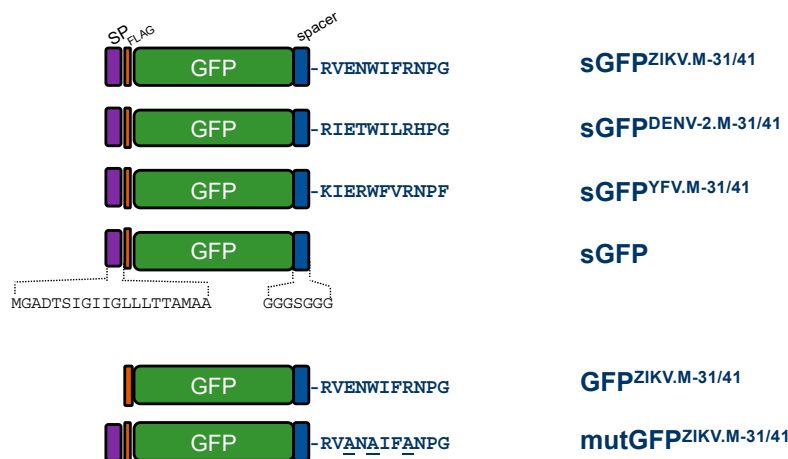 SP FLAG spacer
GFP -RVENWIFRNPG sGFPZIKV.M-31/41
GFP -RIETWILRHPG sGFPDENV-2.M-31/41
GFP -KIERWFVRNPF sGFPYFV.M-31/41
GFP sGFP
MGADTSIGIIGLLLTTAMAA GGGSGGG
GFP -RVENWIFRNPG GFPZIKV.M-31/41
GFP -RVANAIFANPG mutGFPZIKV.M-31/41